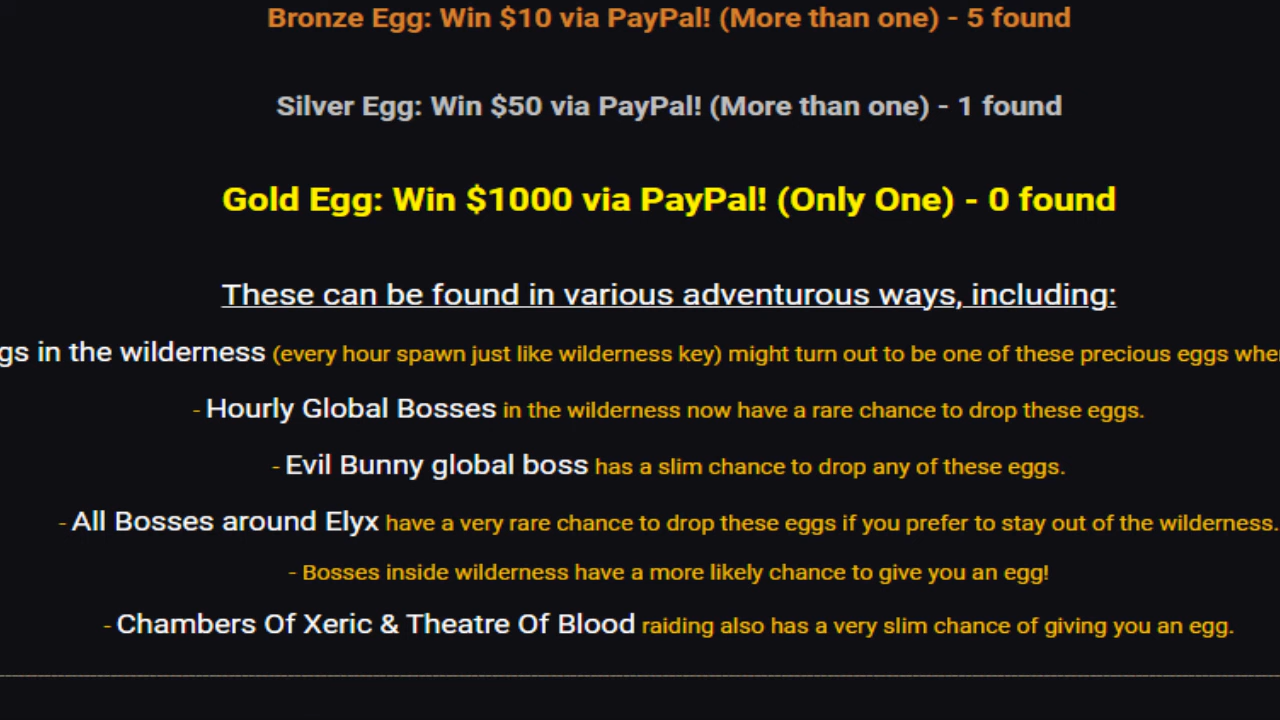 Bronze Egg: Win $10 via PayPal! (More than one) - 5 found
Silver Egg: Win $50 via PayPal! (More than one) - 1 found
Gold Egg: Win $1000 via PayPal! (Only One) - 0 found
These can be found in various adventurous ways, including:
gs in the wilderness (every hour spawn just like wilderness key) might turn out to be one of these precious eggs whe
- Hourly Global Bosses in the wilderness now have a rare chance to drop these eggs.
- Evil Bunny global boss has a slim chance to drop any of these eggs.
- All Bosses around Elyx have a very rare chance to drop these eggs if you prefer to stay out of the wilderness.
- Bosses inside wilderness have a more likely chance to give you an egg!
- Chambers Of Xeric & Theatre Of Blood raiding also has a very slim chance of giving you an egg.